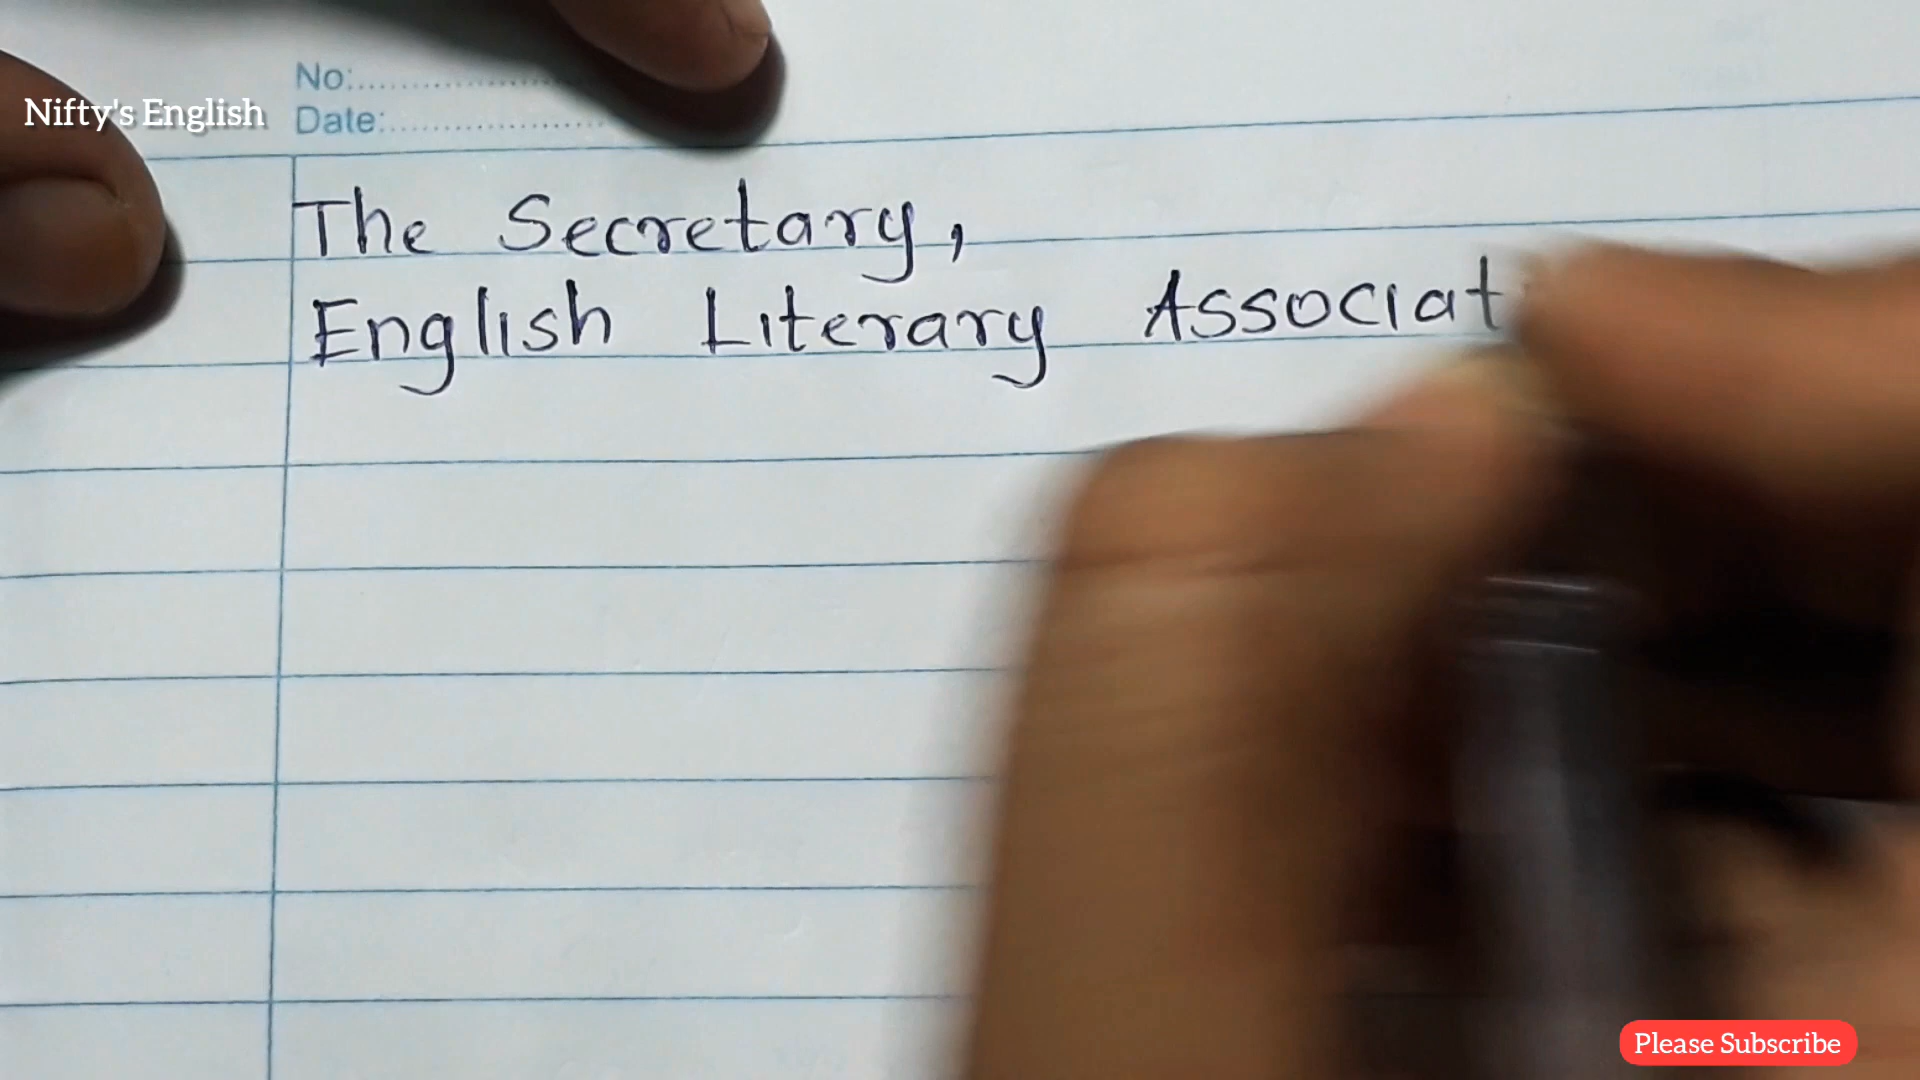 No:
Nifty's English
Date:
The Secretary,
English Literary Associat
Please Subscribe